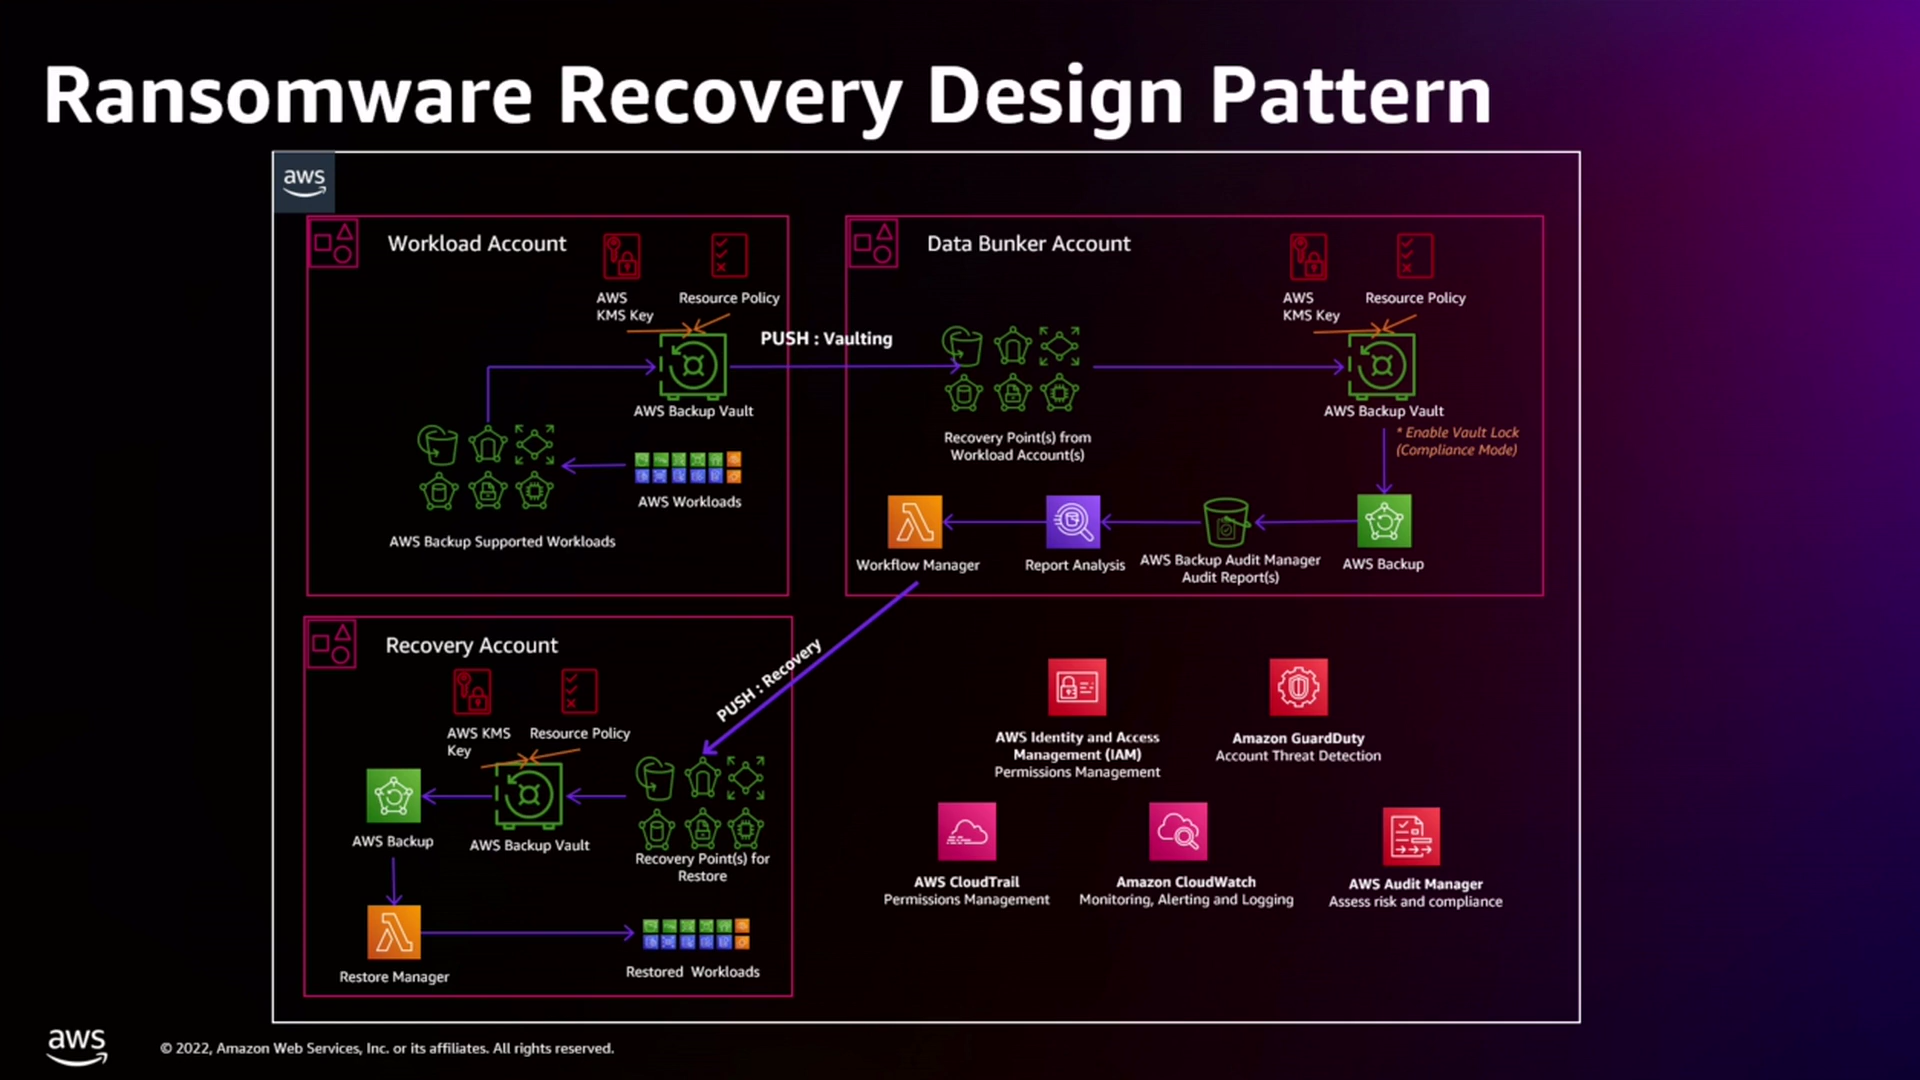 Ransomware Recovery Design Pattern
aws
Workload Account
AWS
KMS Key
Resource Policy
AWS Backup Vault
AWS Workloads
AWS Backup Supported Workloads
PUSH : Vaulting
Data Bunker Account
AWS
KMS Key
Resource Policy
Recovery Point(s) from
Workload Account(s)
AWS Backup Vault
* Enable Vault Lock
(Compliance Mode)
Workflow Manager
Report Analysis
AWS Backup Audit Manager
Audit Report(s)
AWS Backup
PUSH : Recovery
Recovery Account
AWS KMS
Key
Resource Policy
AWS Backup
AWS Backup Vault
Recovery Point(s) for
Restore
Restore Manager
Restored Workloads
AWS Identity and Access
Management (IAM)
Permissions Management
Amazon GuardDuty
Account Threat Detection
AWS CloudTrail
Permissions Management
Amazon CloudWatch
Monitoring, Alerting and Logging
AWS Audit Manager
Assess risk and compliance
aws
© 2022, Amazon Web Services, Inc. or its affiliates. All rights reserved.